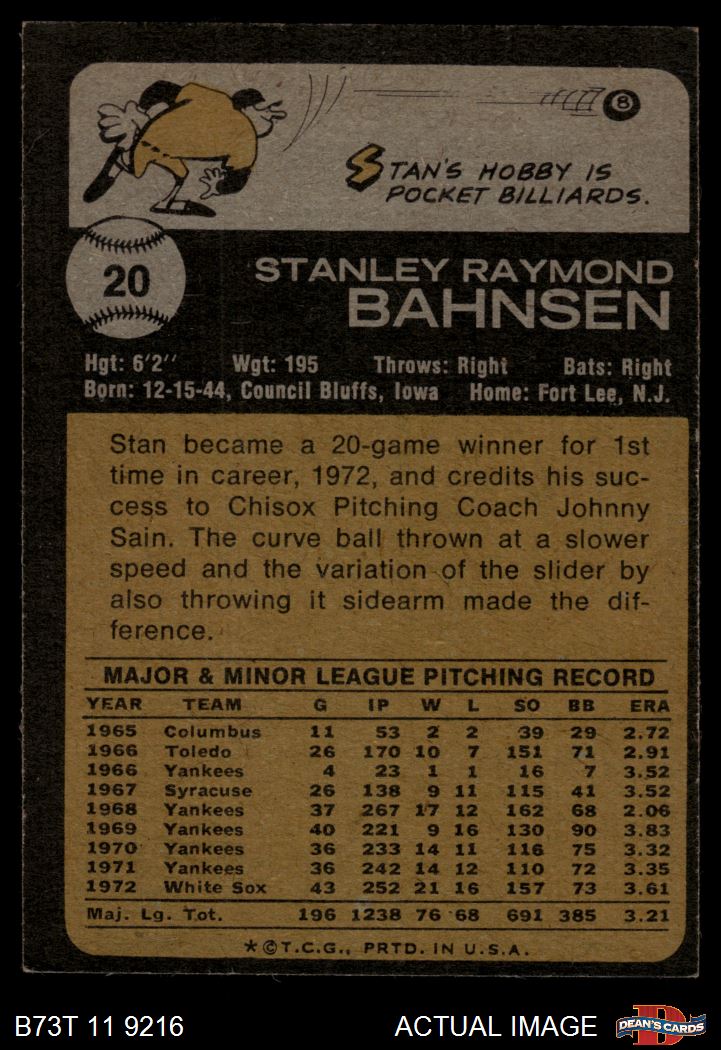 8
STAN'S HOBBY IS
POCKET BILLIARDS.
20
STANLEY RAYMOND
BAHNSEN
Hgt: 6'2'' Wgt: 195 Throws: Right Bats: Right
Born: 12-15-44, Council Bluffs, Iowa Home: Fort Lee, N.J.
Stan became a 20-game winner for 1st
time in career, 1972, and credits his suc-
cess to Chisox Pitching Coach Johnny
Sain. The curve ball thrown at a slower
speed and the variation of the slider by
also throwing it sidearm made the dif-
ference.
MAJOR & MINOR LEAGUE PITCHING RECORD
YEAR TEAM G IP W L SO BB ERA
1965 Columbus 11 53 2 2 39 29 2.72
1966 Toledo 26 170 10 7 151 71 2.91
1966 Yankees 4 23 1 1 16 7 3.52
1967 Syracuse 26 138 9 11 115 41 3.52
1968 Yankees 37 267 17 12 162 68 2.06
1969 Yankees 40 221 9 16 130 90 3.83
1970 Yankees 36 233 14 11 116 75 3.32
1971 Yankees 36 242 14 12 110 72 3.35
1972 White Sox 43 252 21 16 157 73 3.61
Maj. Lg. Tot. 196 1238 76 68 691 385 3.21
*©T.C.G., PRTD. IN U.S.A.
B73T 11 9216 ACTUAL IMAGE D DEAN'S CARDS